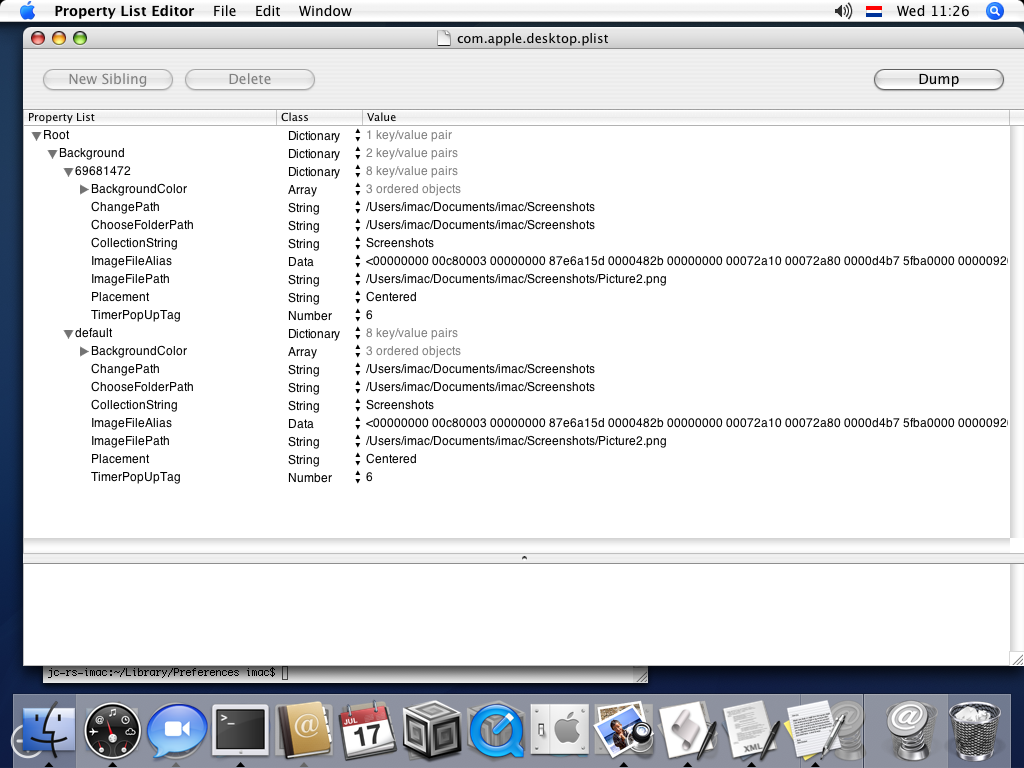 Property List Editor File Edit Window Wed 11:26
com.apple.desktop.plist
New Sibling Delete Dump
Property List Class Value
Root Dictionary 1 key/value pair
Background Dictionary 2 key/value pairs
69681472 Dictionary 8 key/value pairs
BackgroundColor Array 3 ordered objects
ChangePath String /Users/imac/Documents/imac/Screenshots
ChooseFolderPath String /Users/imac/Documents/imac/Screenshots
CollectionString String Screenshots
ImageFileAlias Data <00000000 00c80003 00000000 87e6a15d 0000482b 00000000 00072a10 00072a80 0000d4b7 5fba0000 0000092
ImageFilePath String /Users/imac/Documents/imac/Screenshots/Picture2.png
Placement String Centered
TimerPopUpTag Number 6
default Dictionary 8 key/value pairs
BackgroundColor Array 3 ordered objects
ChangePath String /Users/imac/Documents/imac/Screenshots
ChooseFolderPath String /Users/imac/Documents/imac/Screenshots
CollectionString String Screenshots
ImageFileAlias Data <00000000 00c80003 00000000 87e6a15d 0000482b 00000000 00072a10 00072a80 0000d4b7 5fba0000 0000092
ImageFilePath String /Users/imac/Documents/imac/Screenshots/Picture2.png
Placement String Centered
TimerPopUpTag Number 6
jc-rs-imac:~/Library/Preferences imac$
JUL
17
XML